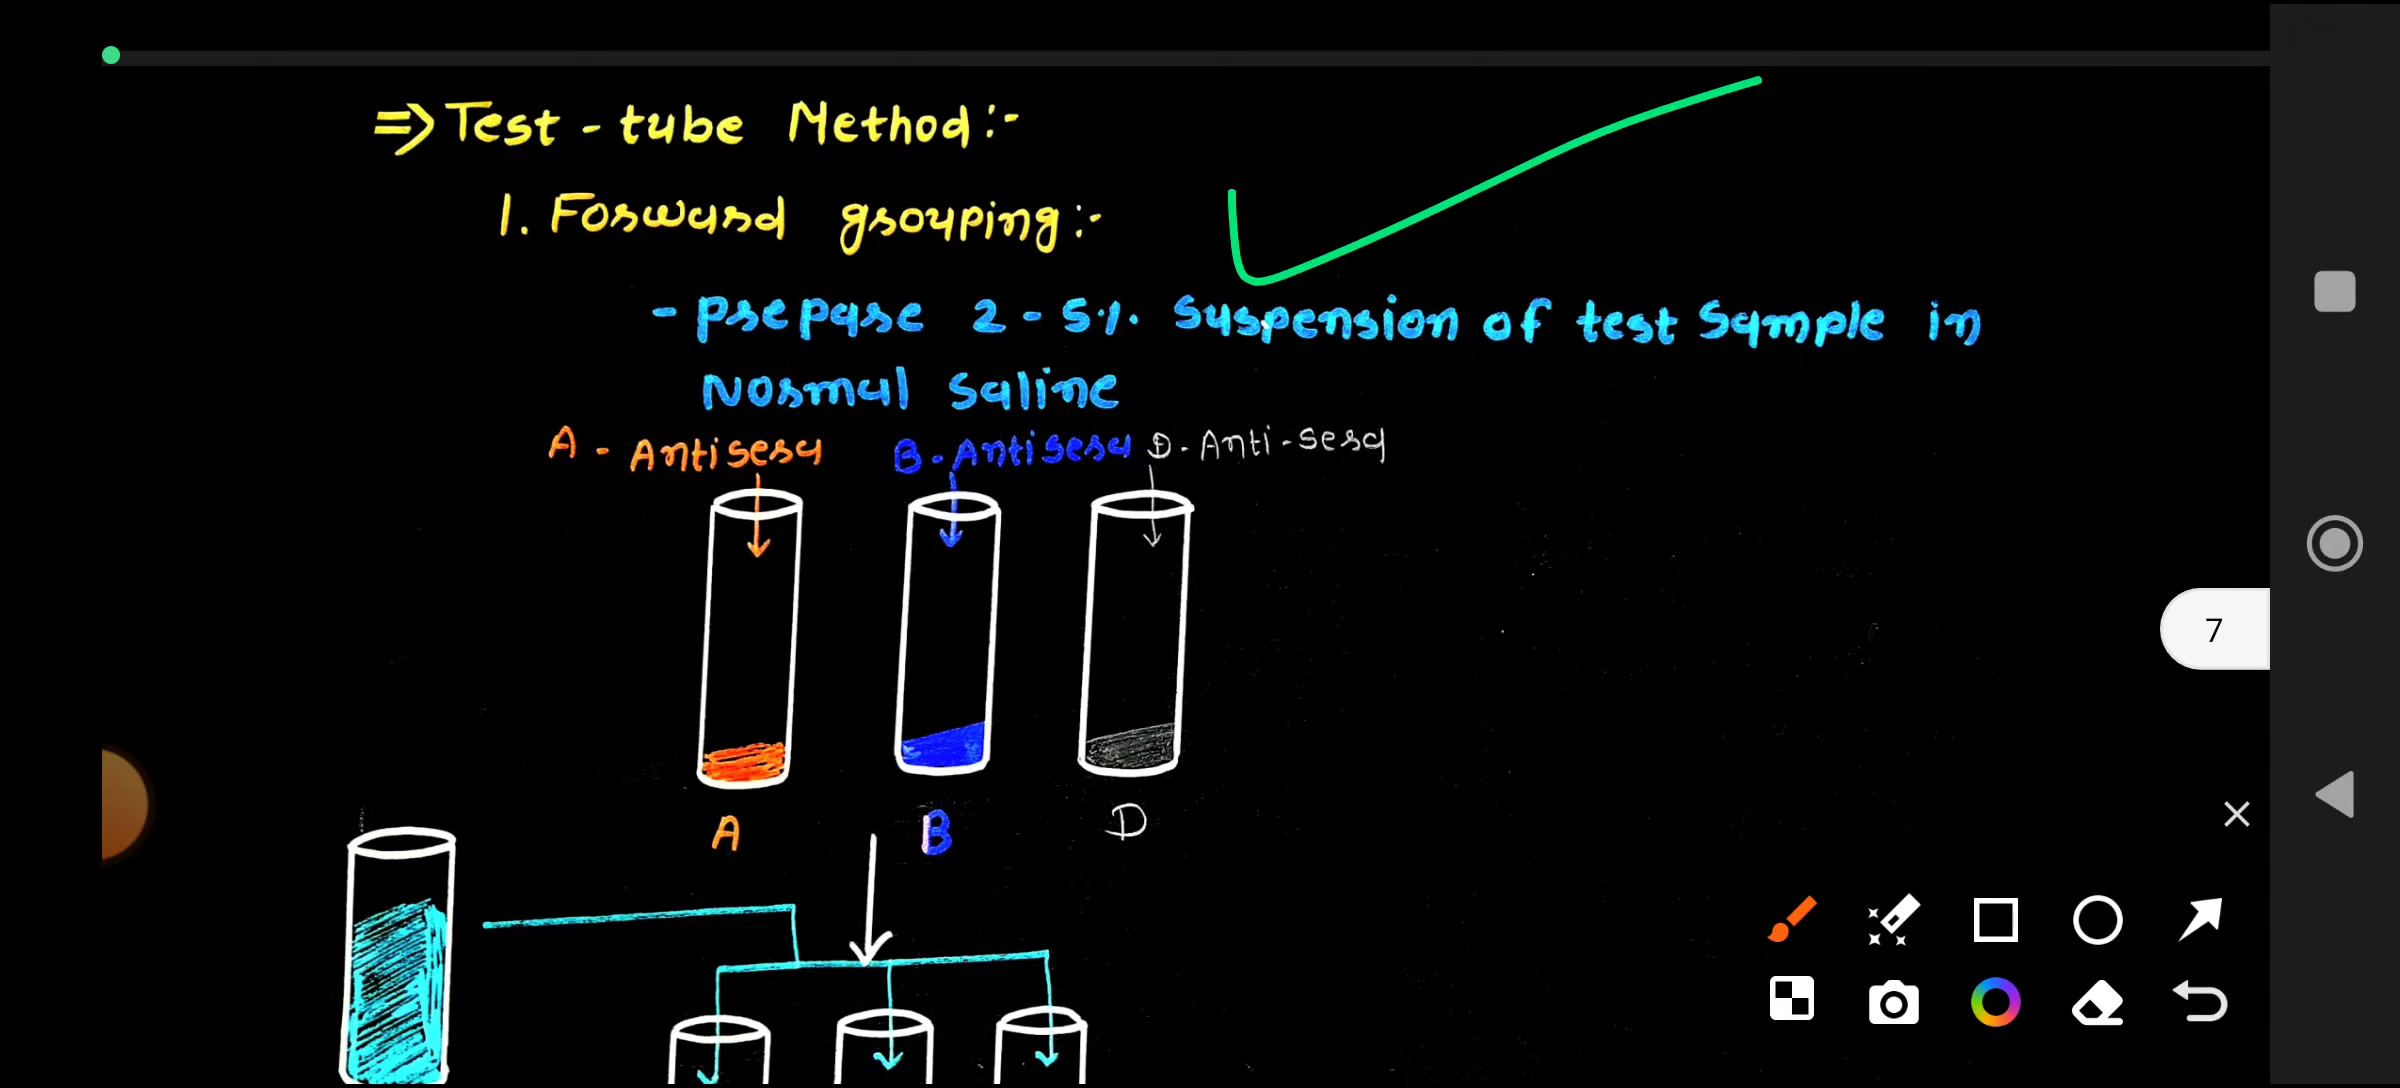 ⇒ Test - tube Method :-
1. Forward grouping :-
- Prepare 2 - 5 % Suspension of test Sample in
Normal Saline
A - Antisera B - Antisera D - Anti - sera
7
A B D